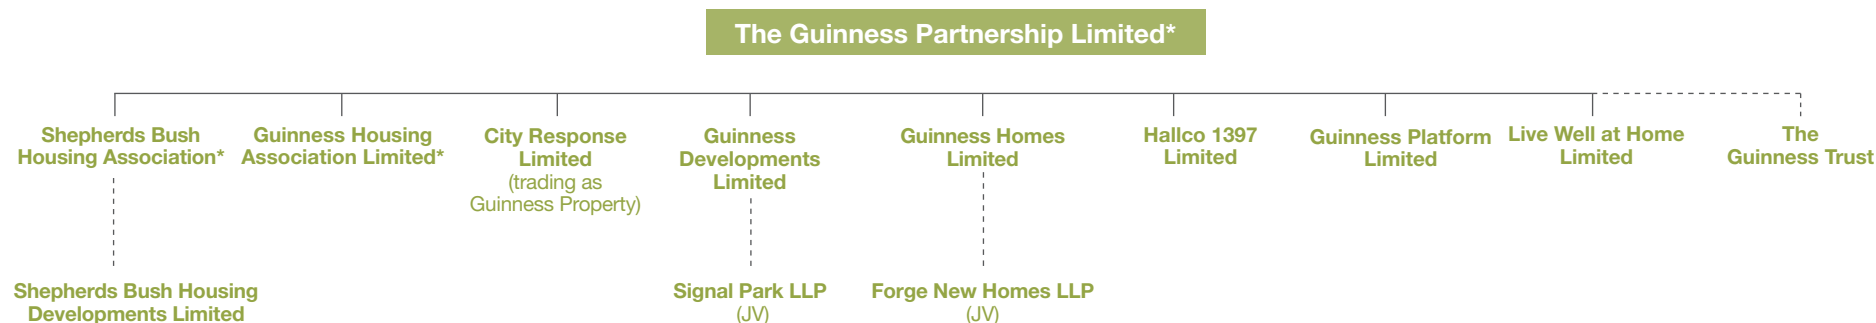 The Guinness Partnership Limited*
Shepherds Bush
Housing Association*
Guinness Housing
Association Limited*
City Response
Limited
(trading as
Guinness Property)
Guinness
Developments
Limited
Guinness Homes
Limited
Hallco 1397
Limited
Guinness Platform
Limited
Live Well at Home
Limited
The
Guinness Trust
Shepherds Bush Housing
Developments Limited
Signal Park LLP
(JV)
Forge New Homes LLP
(JV)